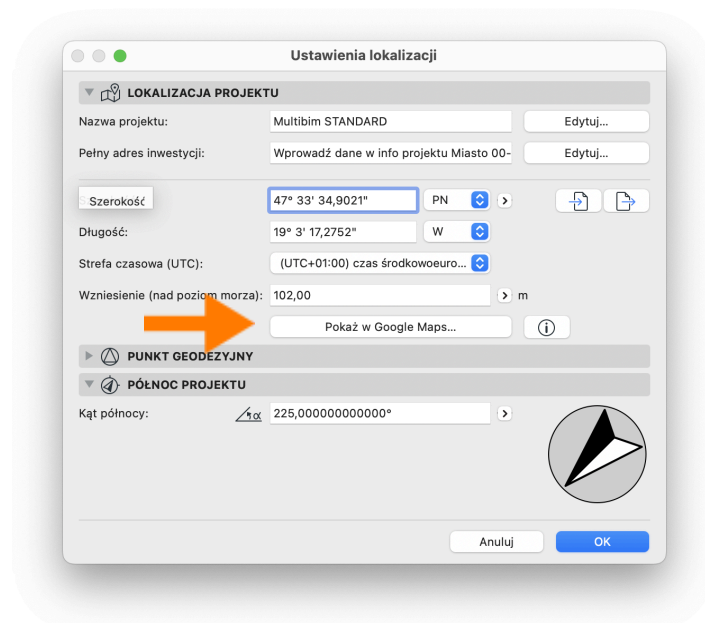 Ustawienia lokalizacji
LOKALIZACJA PROJEKTU
Nazwa projektu: Multibim STANDARD Edytuj...
Pełny adres inwestycji: Wprowadź dane w info projektu Miasto 00- Edytuj...
Szerokość 47° 33' 34,9021" PN
Długość: 19° 3' 17,2752" W
Strefa czasowa (UTC): (UTC+01:00) czas środkowoeuro...
Wzniesienie (nad poziom morza): 102,00 m
Pokaż w Google Maps...
PUNKT GEODEZYJNY
PÓŁNOC PROJEKTU
Kąt północy: α 225,000000000000°
Anuluj OK